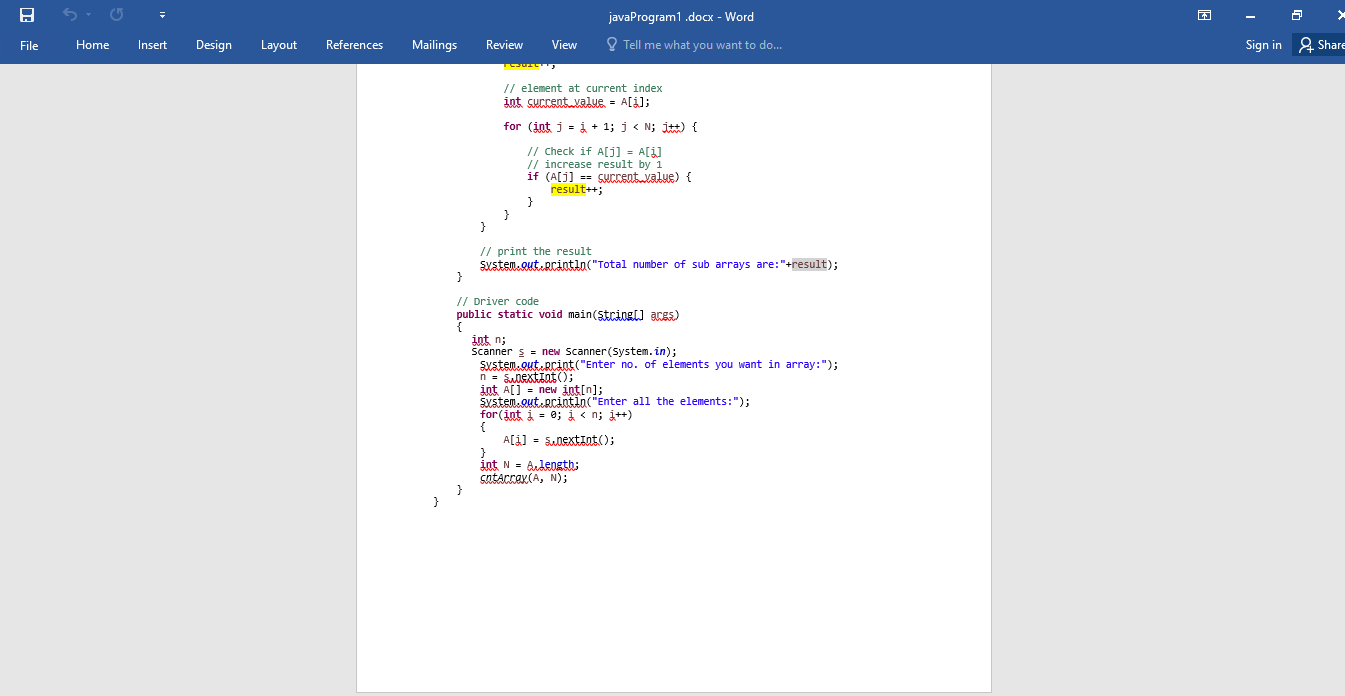 javaProgram1 .docx - Word
File Home Insert Design Layout References Mailings Review View Tell me what you want to do... Sign in Share
result++;
// element at current index
int current_value = A[i];
for (int j = i + 1; j < N; j++) {
// Check if A[j] = A[i]
// increase result by 1
if (A[j] == current_value) {
result++;
}
}
}
// print the result
System.out.println("Total number of sub arrays are:"+result);
}
// Driver code
public static void main(String[] args)
{
int n;
Scanner s = new Scanner(System.in);
System.out.print("Enter no. of elements you want in array:");
n = s.nextInt();
int A[] = new int[n];
System.out.println("Enter all the elements:");
for(int i = 0; i < n; i++)
{
A[i] = s.nextInt();
}
int N = A.length;
cntArray(A, N);
}
}